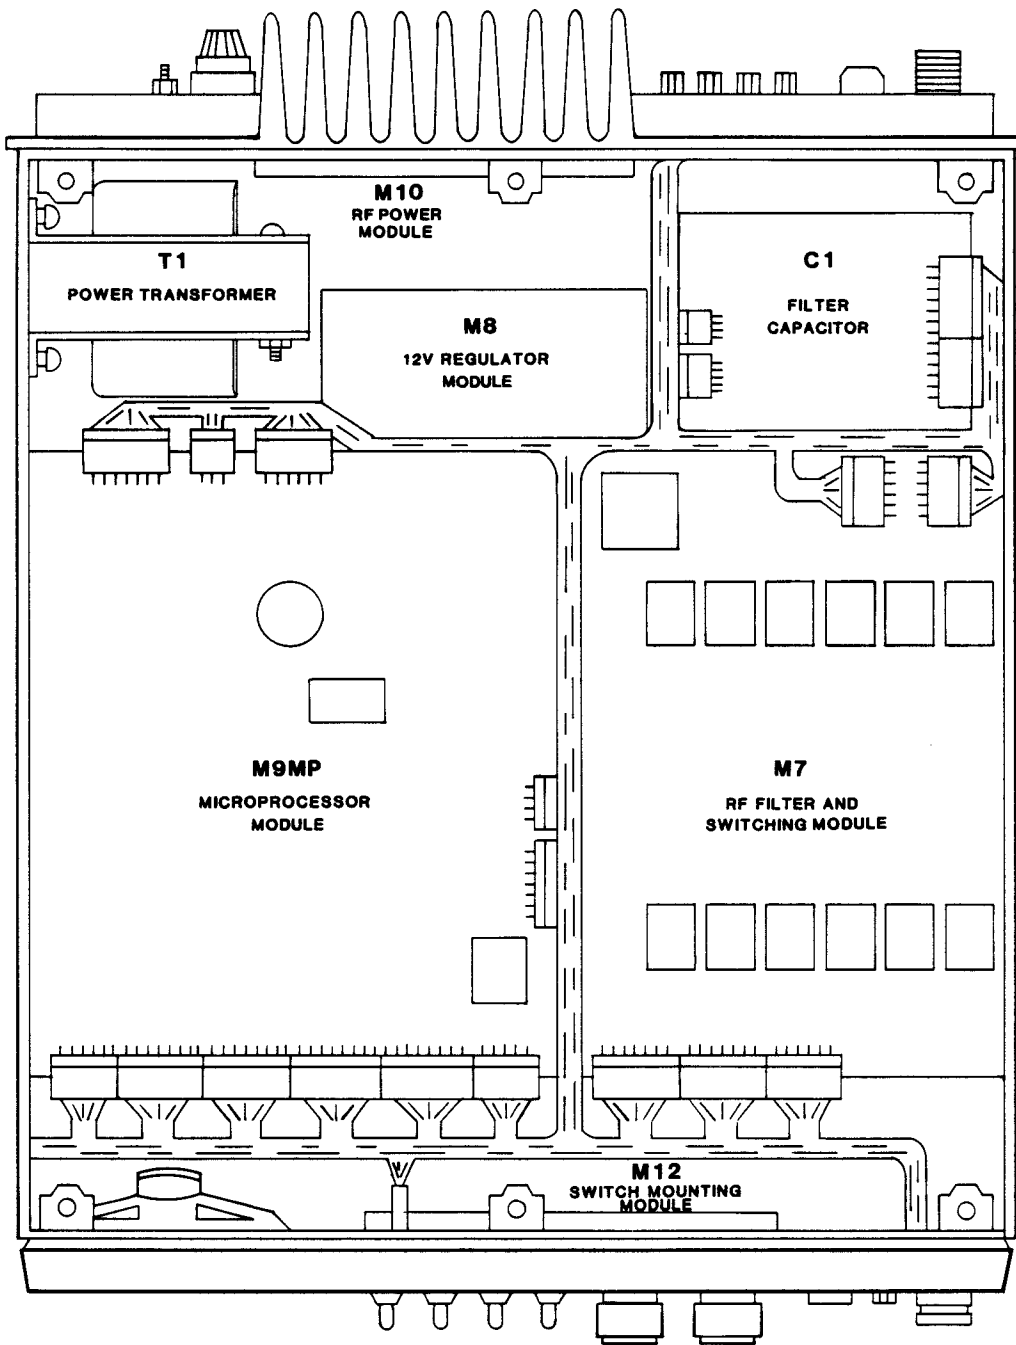 M10
RF POWER
MODULE
T1
POWER TRANSFORMER
C1
FILTER
CAPACITOR
M8
12V REGULATOR
MODULE
M9MP
MICROPROCESSOR
MODULE
M7
RF FILTER AND
SWITCHING MODULE
M12
SWITCH MOUNTING
MODULE